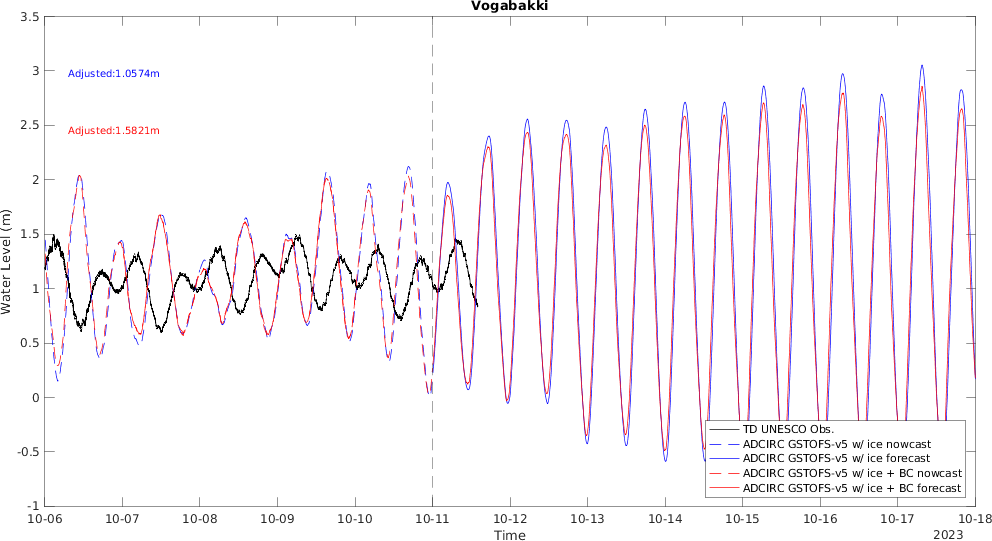 Vogabakki
3.5
3
2.5
2
1.5
1
0.5
0
-0.5
-1
Water Level (m)
Adjusted:1.0574m
Adjusted:1.5821m
TD UNESCO Obs.
ADCIRC GSTOFS-v5 w/ ice nowcast
ADCIRC GSTOFS-v5 w/ ice forecast
ADCIRC GSTOFS-v5 w/ ice + BC nowcast
ADCIRC GSTOFS-v5 w/ ice + BC forecast
10-06 10-07 10-08 10-09 10-10 10-11 10-12 10-13 10-14 10-15 10-16 10-17 10-18
Time
2023